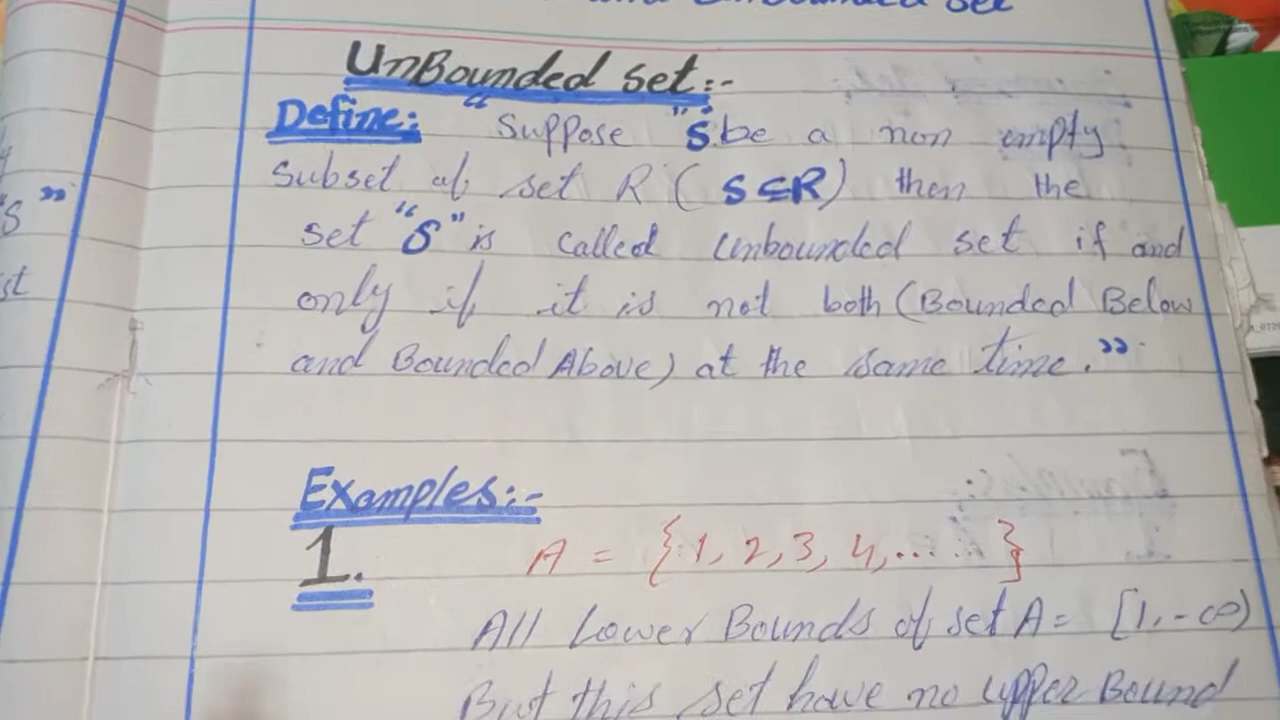 UnBounded set:-
Define: "Suppose "S" be a non empty
Subset of set R ( S⊆R) then the
set "S" is called unbounded set if and
only if it is not both (Bounded Below
and Bounded Above) at the same time."
Examples:-
1. A = {1, 2, 3, 4, .... }
All Lower Bounds of set A = [1, -∞)
But this set have no upper Bound
"S"
st